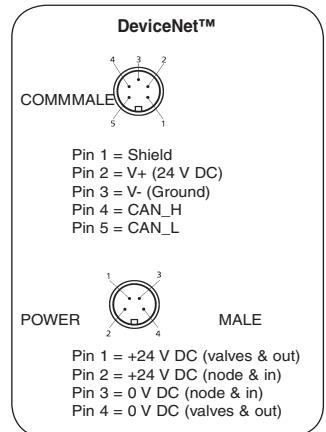 DeviceNet™
4 3 2
COMMMALE
5 1
Pin 1 = Shield
Pin 2 = V+ (24 V DC)
Pin 3 = V- (Ground)
Pin 4 = CAN_H
Pin 5 = CAN_L
1 3
POWER MALE
2 4
Pin 1 = +24 V DC (valves & out)
Pin 2 = +24 V DC (node & in)
Pin 3 = 0 V DC (node & in)
Pin 4 = 0 V DC (valves & out)